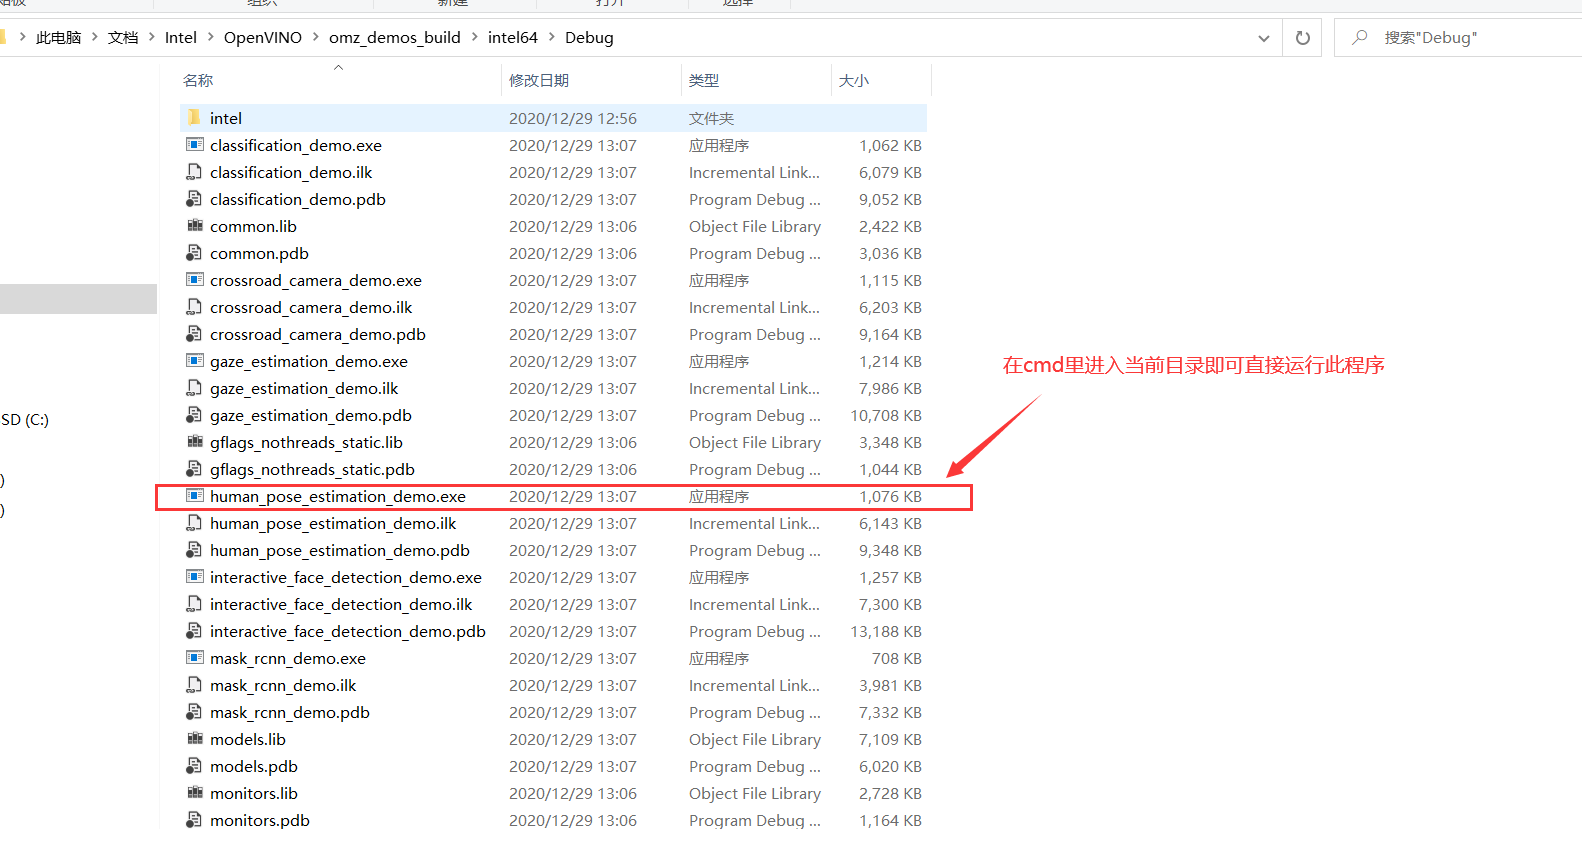 组织 新建 打开 选择
此电脑 > 文档 > Intel > OpenVINO > omz_demos_build > intel64 > Debug
搜索"Debug"
名称 修改日期 类型 大小
intel 2020/12/29 12:56 文件夹
classification_demo.exe 2020/12/29 13:07 应用程序 1,062 KB
classification_demo.ilk 2020/12/29 13:07 Incremental Link... 6,079 KB
classification_demo.pdb 2020/12/29 13:07 Program Debug ... 9,052 KB
common.lib 2020/12/29 13:06 Object File Library 2,422 KB
common.pdb 2020/12/29 13:06 Program Debug ... 3,036 KB
crossroad_camera_demo.exe 2020/12/29 13:07 应用程序 1,115 KB
crossroad_camera_demo.ilk 2020/12/29 13:07 Incremental Link... 6,203 KB
crossroad_camera_demo.pdb 2020/12/29 13:07 Program Debug ... 9,164 KB
gaze_estimation_demo.exe 2020/12/29 13:07 应用程序 1,214 KB
在cmd里进入当前目录即可直接运行此程序
gaze_estimation_demo.ilk 2020/12/29 13:07 Incremental Link... 7,986 KB
gaze_estimation_demo.pdb 2020/12/29 13:07 Program Debug ... 10,708 KB
SD (C:)
gflags_nothreads_static.lib 2020/12/29 13:06 Object File Library 3,348 KB
gflags_nothreads_static.pdb 2020/12/29 13:06 Program Debug ... 1,044 KB
)
human_pose_estimation_demo.exe 2020/12/29 13:07 应用程序 1,076 KB
)
human_pose_estimation_demo.ilk 2020/12/29 13:07 Incremental Link... 6,143 KB
human_pose_estimation_demo.pdb 2020/12/29 13:07 Program Debug ... 9,348 KB
interactive_face_detection_demo.exe 2020/12/29 13:07 应用程序 1,257 KB
interactive_face_detection_demo.ilk 2020/12/29 13:07 Incremental Link... 7,300 KB
interactive_face_detection_demo.pdb 2020/12/29 13:07 Program Debug ... 13,188 KB
mask_rcnn_demo.exe 2020/12/29 13:07 应用程序 708 KB
mask_rcnn_demo.ilk 2020/12/29 13:07 Incremental Link... 3,981 KB
mask_rcnn_demo.pdb 2020/12/29 13:07 Program Debug ... 7,332 KB
models.lib 2020/12/29 13:07 Object File Library 7,109 KB
models.pdb 2020/12/29 13:07 Program Debug ... 6,020 KB
monitors.lib 2020/12/29 13:06 Object File Library 2,728 KB
monitors.pdb 2020/12/29 13:06 Program Debug ... 1,164 KB